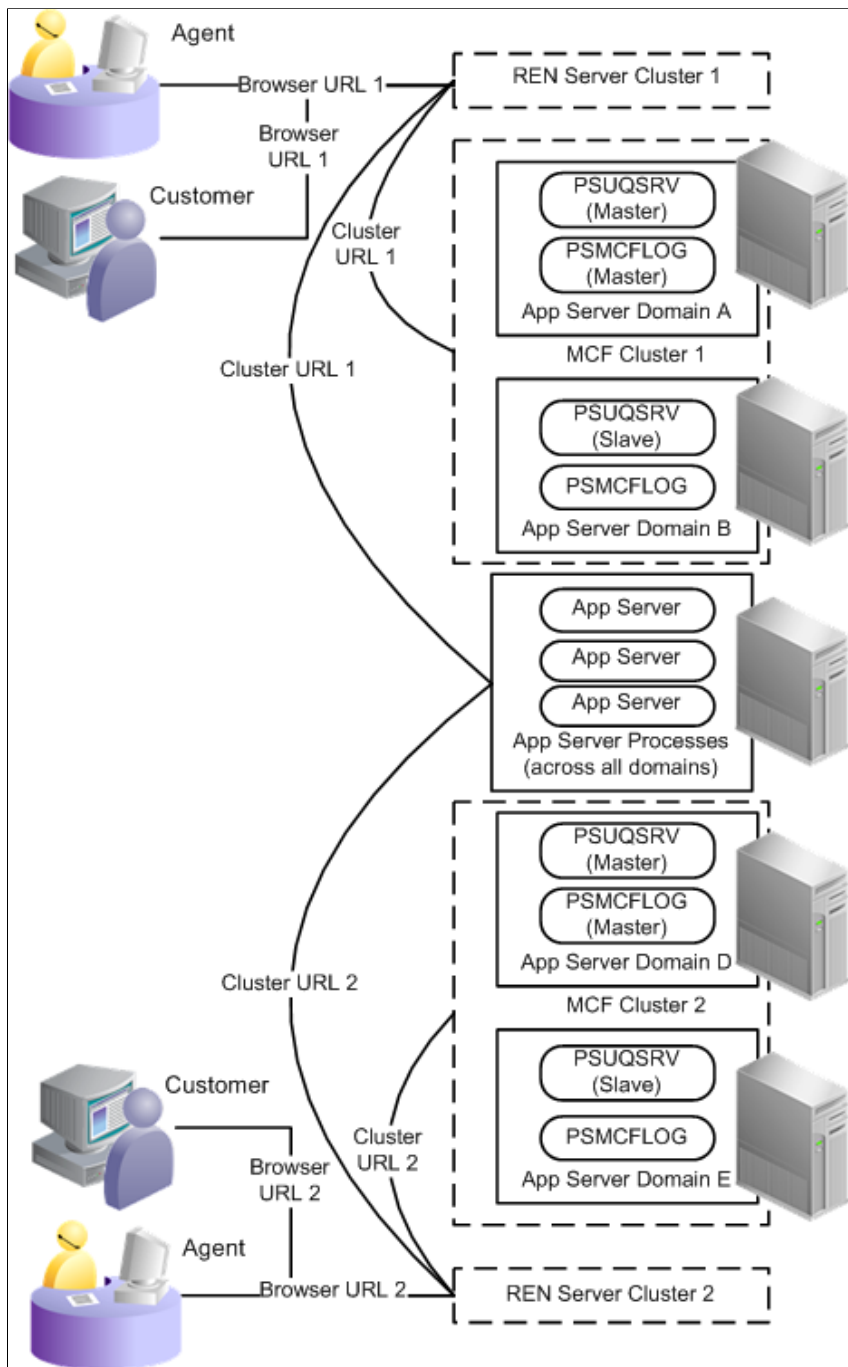 Agent
Browser URL 1
REN Server Cluster 1
Browser
URL 1
Customer
Cluster
URL 1
PSUQSRV
(Master)
PSMCFLOG
(Master)
App Server Domain A
MCF Cluster 1
Cluster URL 1
PSUQSRV
(Slave)
PSMCFLOG
App Server Domain B
App Server
App Server
App Server
App Server Processes
(across all domains)
PSUQSRV
(Master)
PSMCFLOG
(Master)
App Server Domain D
Cluster URL 2
MCF Cluster 2
PSUQSRV
(Slave)
PSMCFLOG
App Server Domain E
Customer
Cluster
URL 2
Browser
URL 2
Agent
Browser URL 2
REN Server Cluster 2